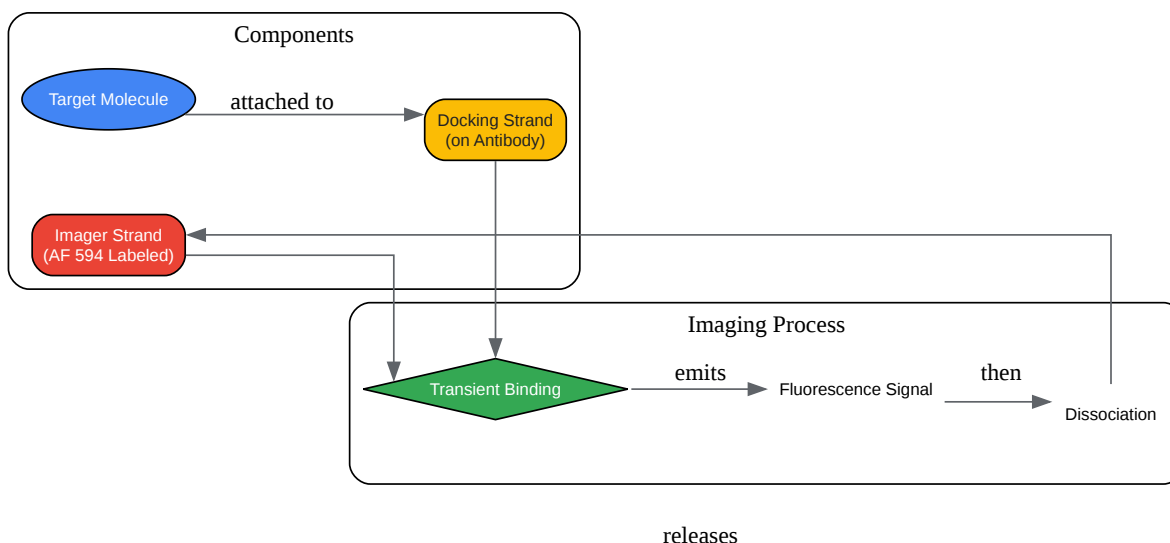 Components
Target Molecule
attached to
Docking Strand
(on Antibody)
Imager Strand
(AF 594 Labeled)
Imaging Process
Transient Binding
emits
Fluorescence Signal
then
Dissociation
releases